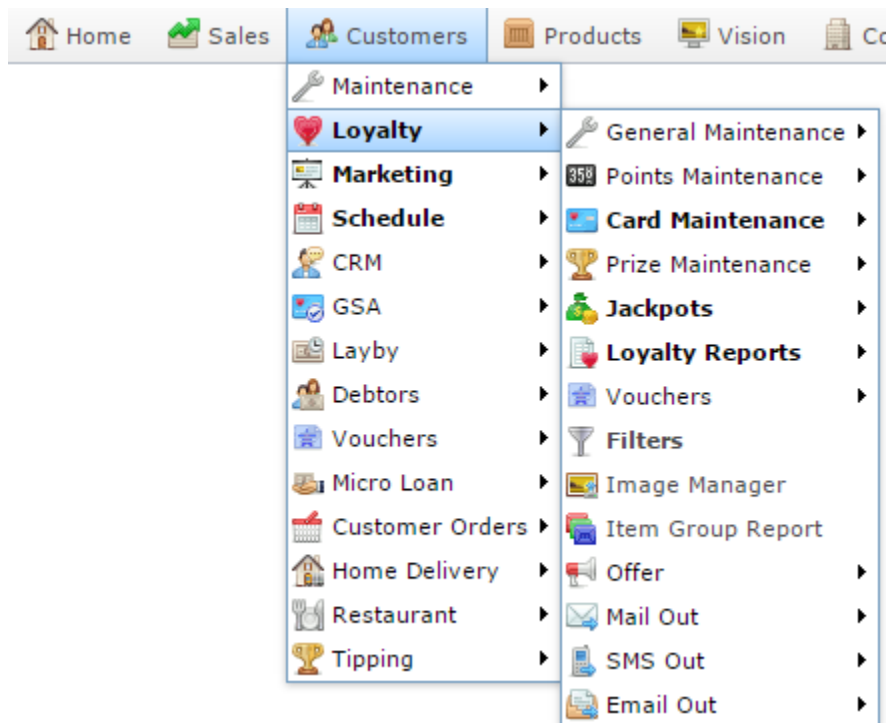 Home Sales Customers Products Vision Co
Maintenance
Loyalty
Marketing
Schedule
CRM
GSA
Layby
Debtors
Vouchers
Micro Loan
Customer Orders
Home Delivery
Restaurant
Tipping
General Maintenance
359 Points Maintenance
Card Maintenance
Prize Maintenance
Jackpots
Loyalty Reports
Vouchers
Filters
Image Manager
Item Group Report
Offer
Mail Out
SMS Out
Email Out